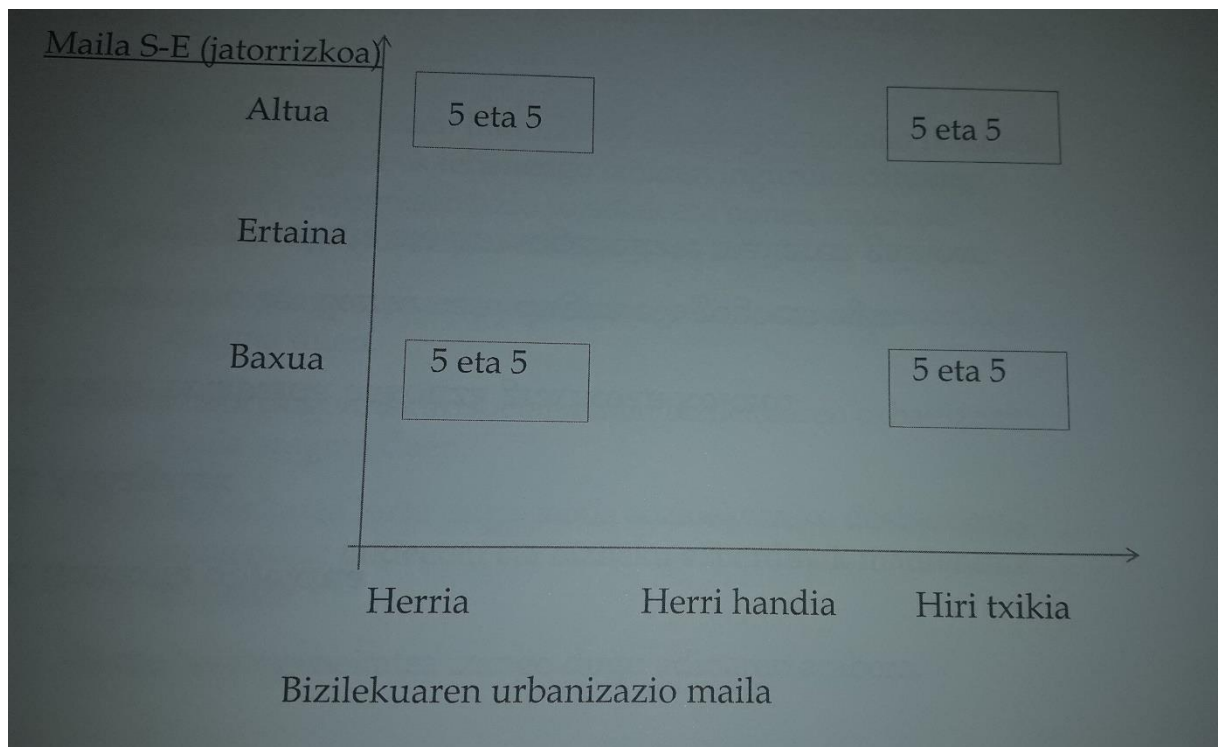 Maila S-E (jatorrizkoa)
Altua
5 eta 5
5 eta 5
Ertaina
Baxua
5 eta 5
5 eta 5
Herria
Herri handia
Hiri txikia
Bizilekuaren urbanizazio maila